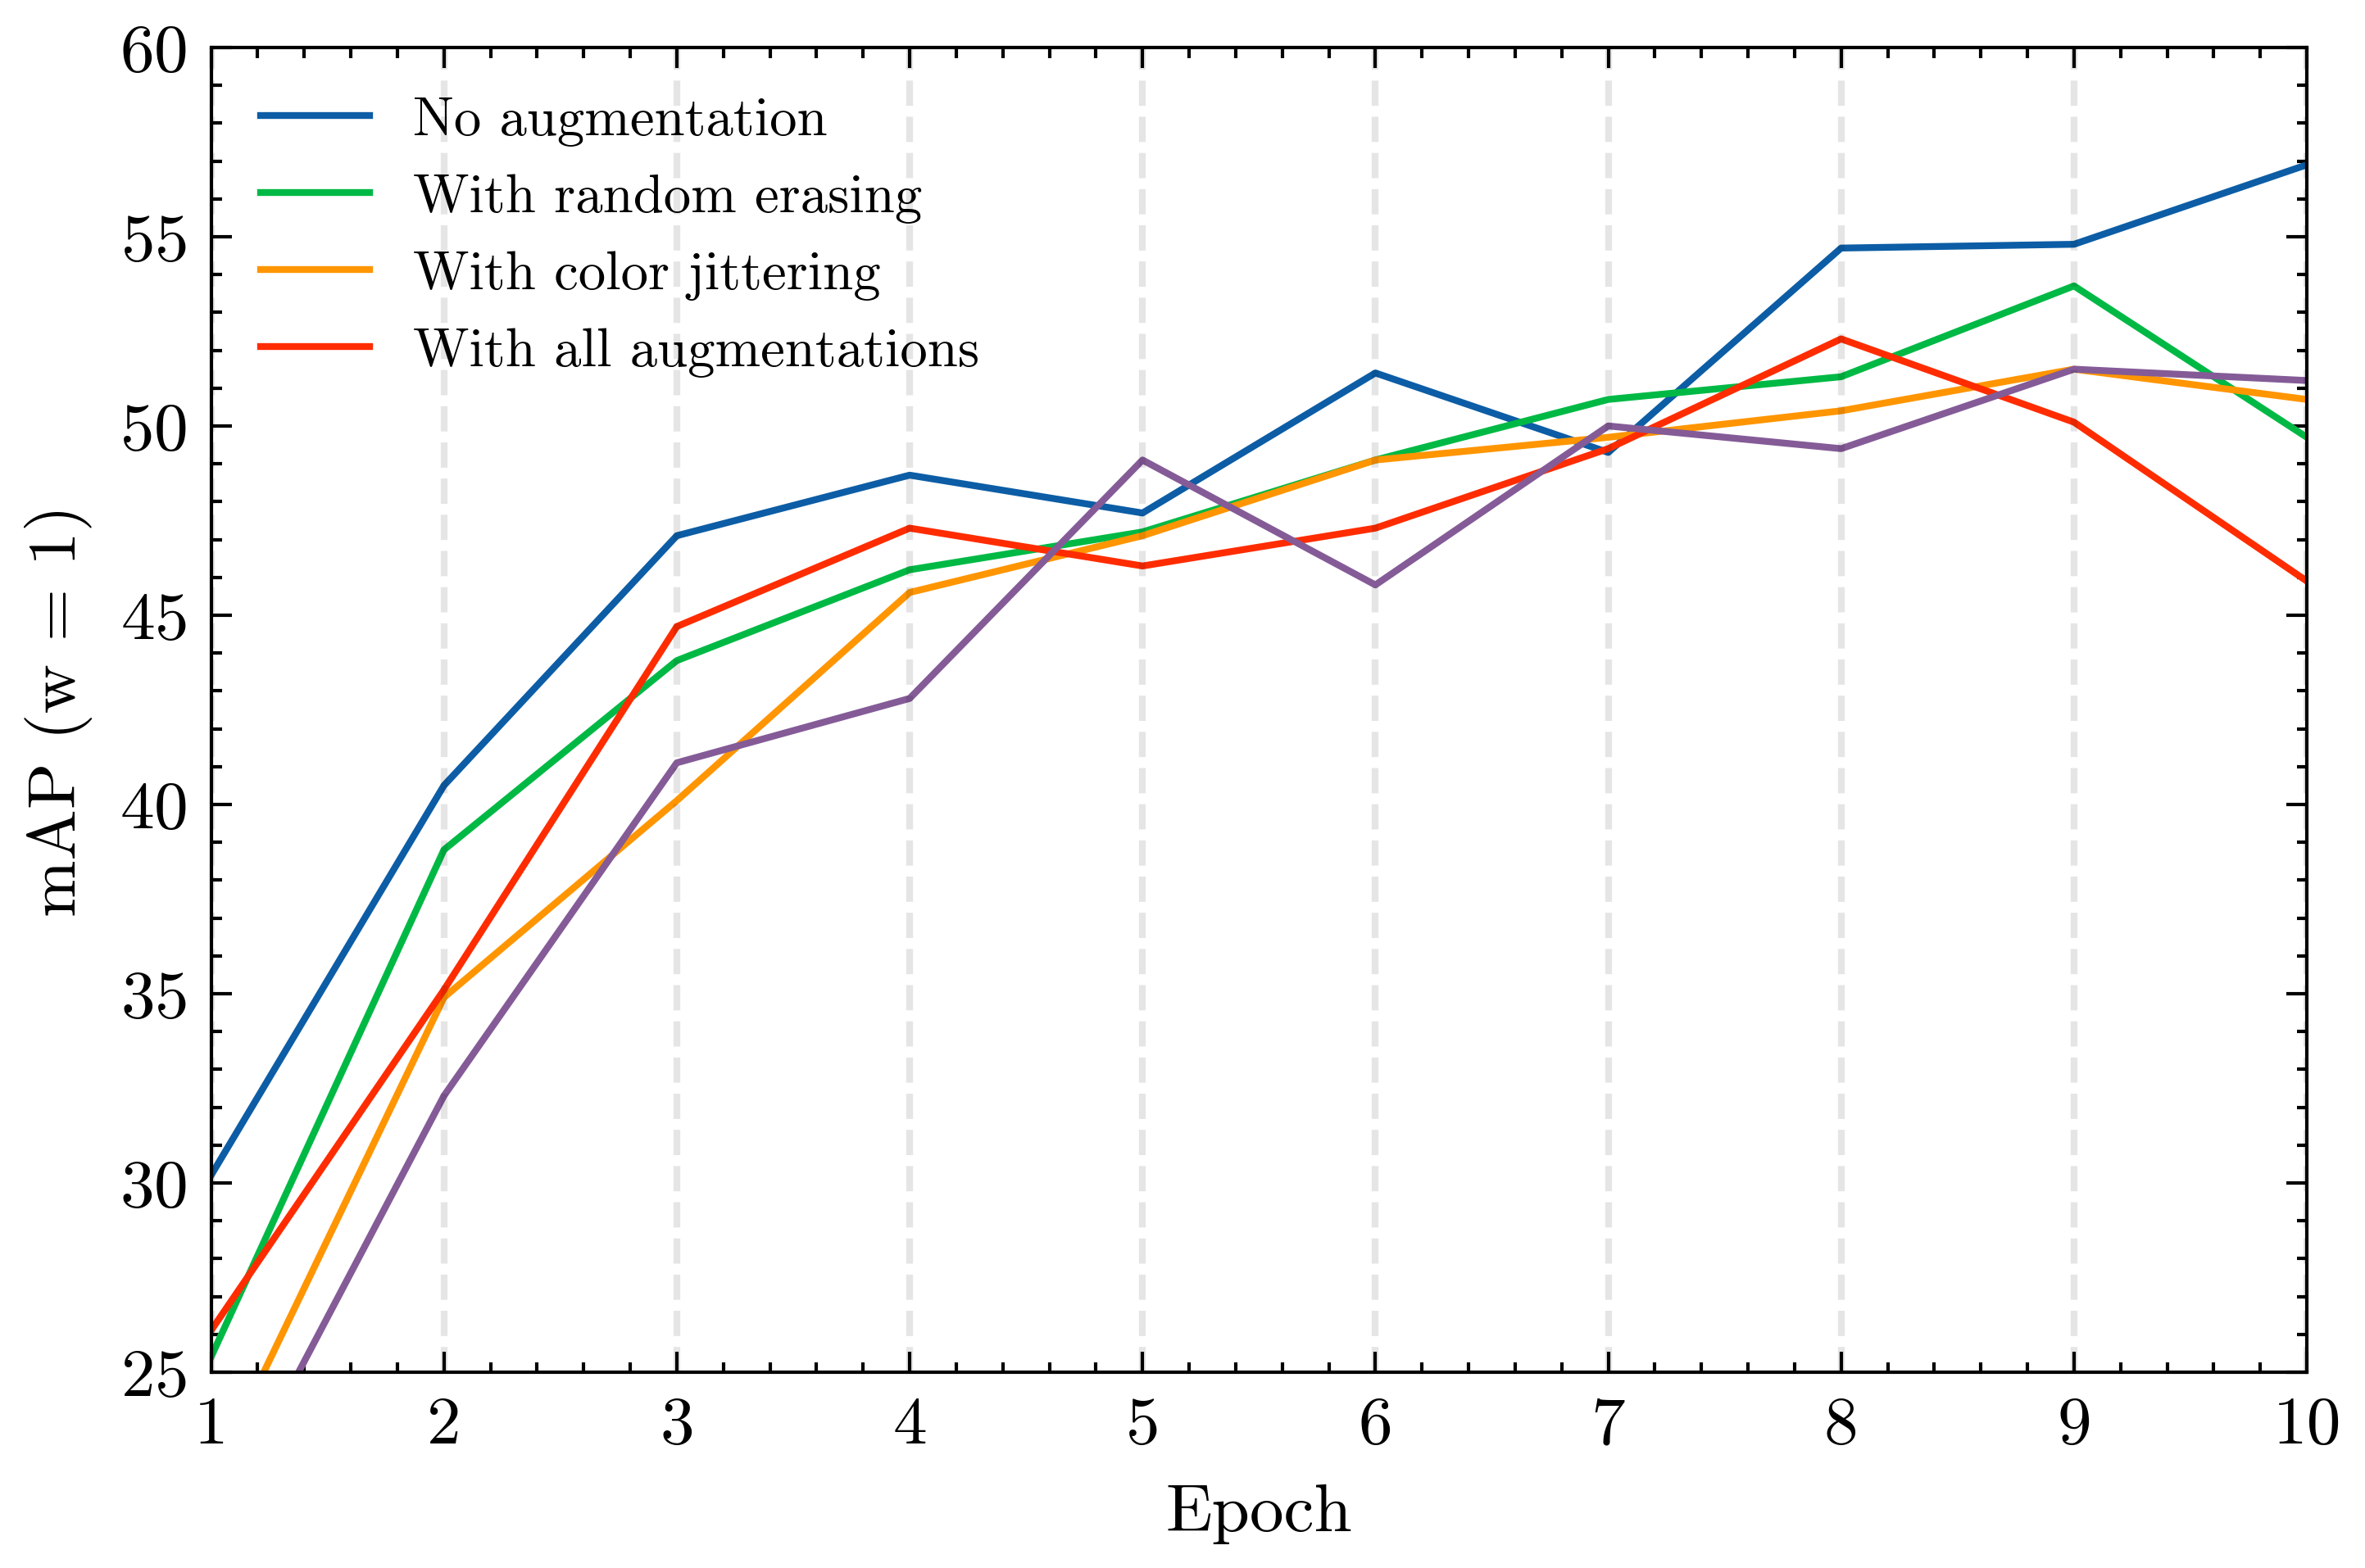 60
55
50
45
40
35
30
25
mAP (w = 1)
No augmentation
With random erasing
With color jittering
With all augmentations
1 2 3 4 5 6 7 8 9 10
Epoch